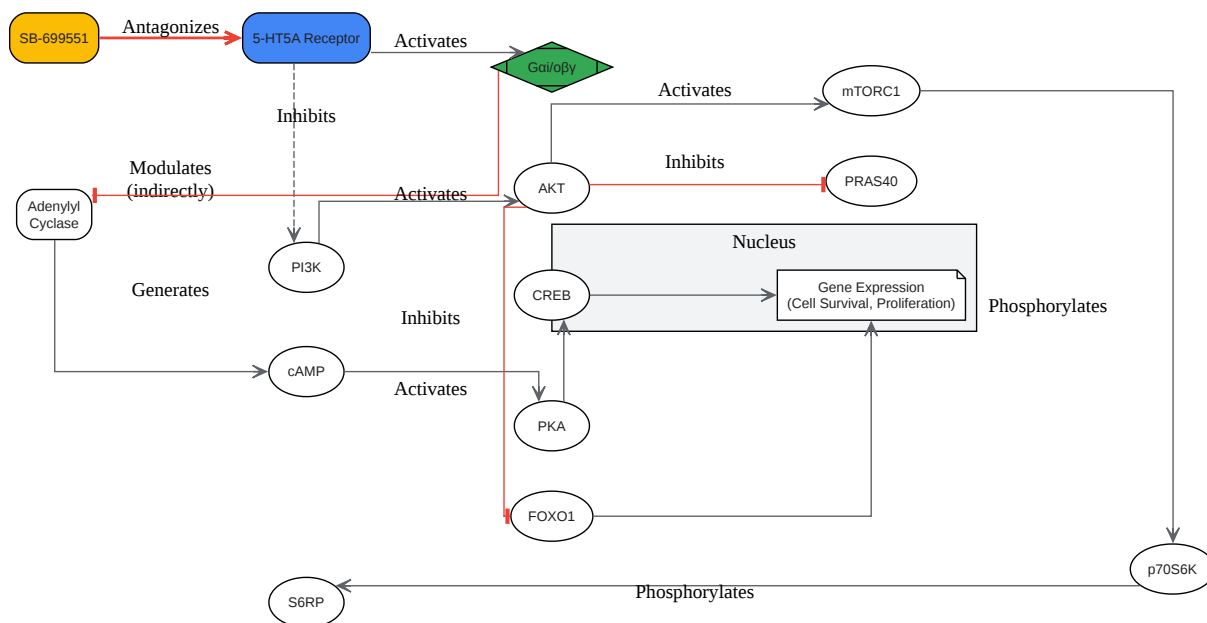 SB-699551
Antagonizes
5-HT5A Receptor
Activates
Gαi/oβγ
Activates
mTORC1
Inhibits
Modulates
(indirectly)
Adenylyl
Cyclase
Activates
AKT
Inhibits
PRAS40
PI3K
Nucleus
Generates
CREB
Gene Expression
(Cell Survival, Proliferation)
Phosphorylates
Inhibits
cAMP
Activates
PKA
FOXO1
p70S6K
S6RP
Phosphorylates